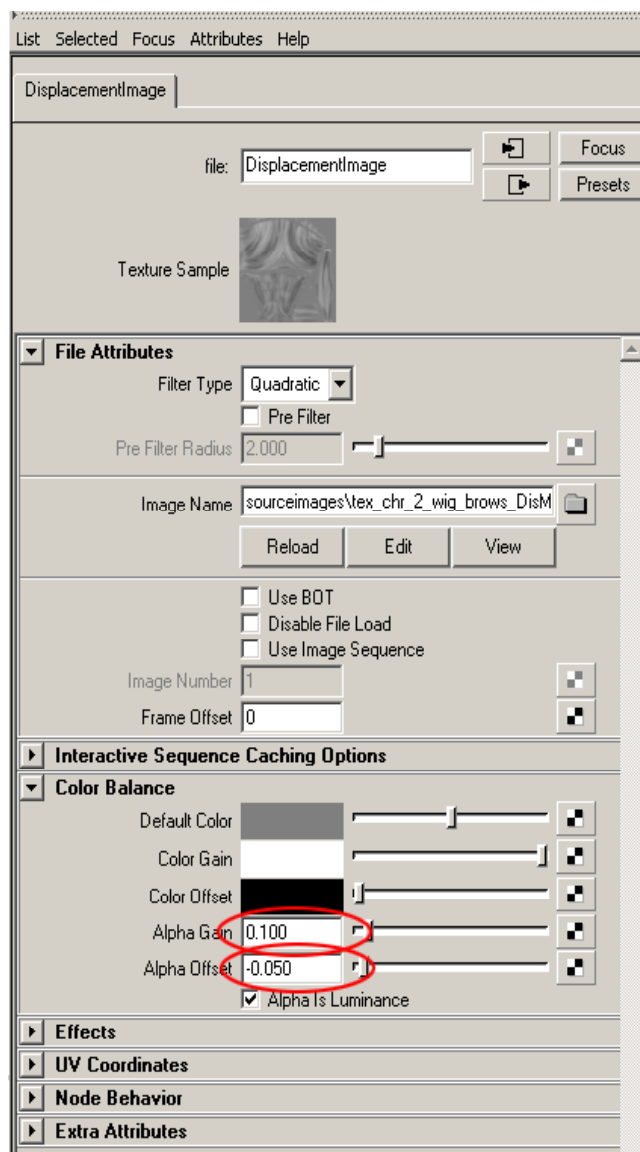 List Selected Focus Attributes Help
DisplacementImage
file: DisplacementImage
Focus
Presets
Texture Sample
File Attributes
Filter Type Quadratic
Pre Filter
Pre Filter Radius 2.000
Image Name sourceimages\tex_chr_2_wig_brows_DisM
Reload Edit View
Use BOT
Disable File Load
Use Image Sequence
Image Number 1
Frame Offset 0
Interactive Sequence Caching Options
Color Balance
Default Color
Color Gain
Color Offset
Alpha Gain 0.100
Alpha Offset -0.050
Alpha Is Luminance
Effects
UV Coordinates
Node Behavior
Extra Attributes